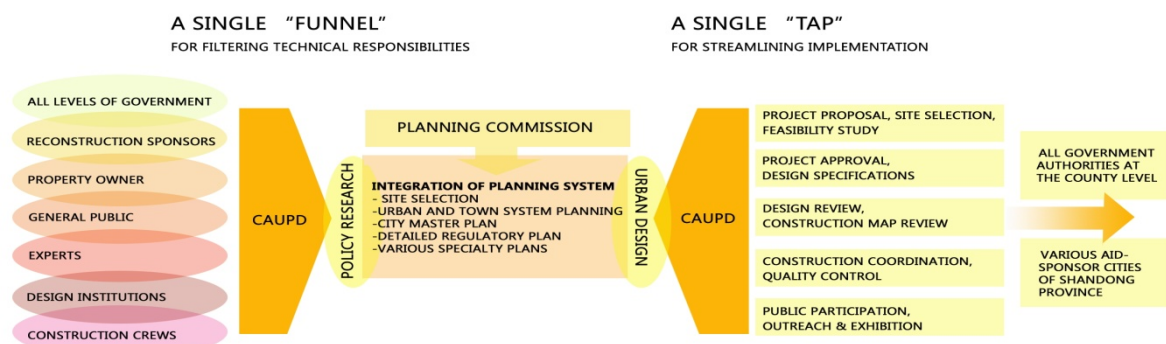 A SINGLE “FUNNEL”
FOR FILTERING TECHNICAL RESPONSIBILITIES
A SINGLE “TAP”
FOR STREAMLINING IMPLEMENTATION
ALL LEVELS OF GOVERNMENT
RECONSTRUCTION SPONSORS
PROPERTY OWNER
GENERAL PUBLIC
EXPERTS
DESIGN INSTITUTIONS
CONSTRUCTION CREWS
CAUPD
POLICY RESEARCH
PLANNING COMMISSION
INTEGRATION OF PLANNING SYSTEM
- SITE SELECTION
-URBAN AND TOWN SYSTEM PLANNING
-CITY MASTER PLAN
-DETAILED REGULATORY PLAN
-VARIOUS SPECIALTY PLANS
URBAN DESIGN
CAUPD
PROJECT PROPOSAL, SITE SELECTION,
FEASIBILITY STUDY
PROJECT APPROVAL,
DESIGN SPECIFICATIONS
DESIGN REVIEW,
CONSTRUCTION MAP REVIEW
CONSTRUCTION COORDINATION,
QUALITY CONTROL
PUBLIC PARTICIPATION,
OUTREACH & EXHIBITION
ALL GOVERNMENT
AUTHORITIES AT
THE COUNTY LEVEL
VARIOUS AID-
SPONSOR CITIES
OF SHANDONG
PROVINCE